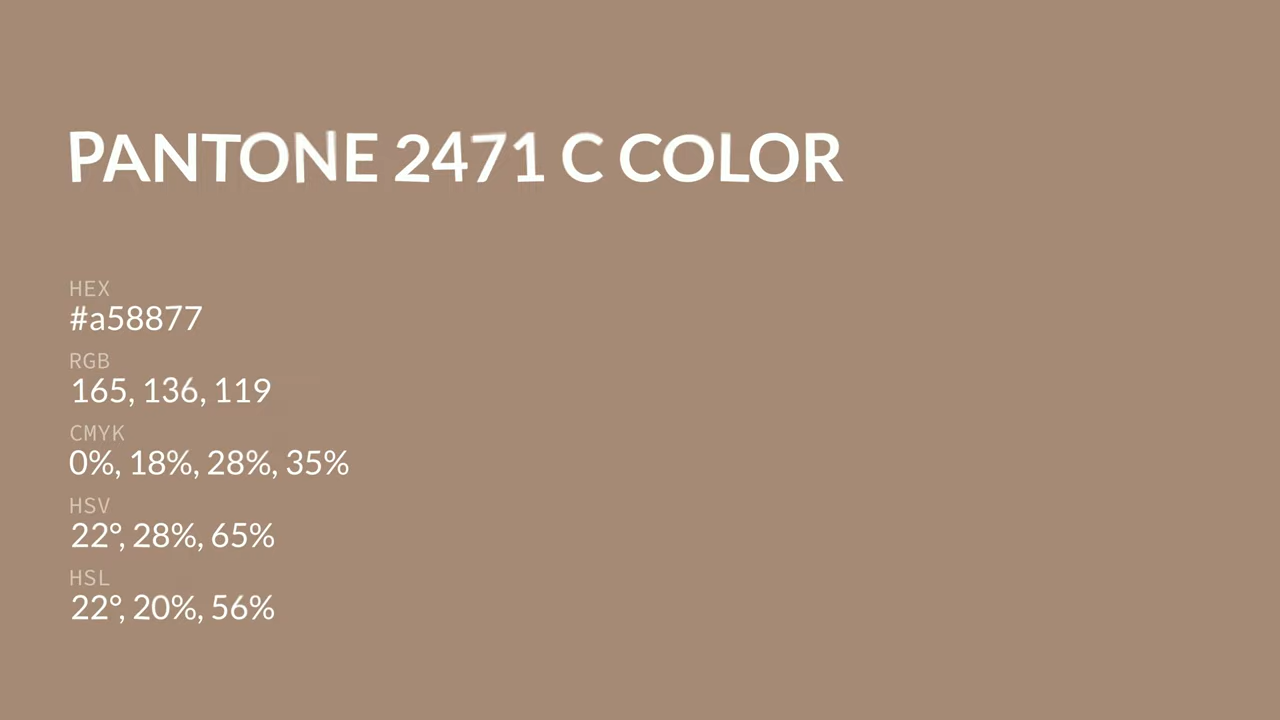 PANTONE 2471 C COLOR
HEX
#a58877
RGB
165, 136, 119
CMYK
0%, 18%, 28%, 35%
HSV
22°, 28%, 65%
HSL
22°, 20%, 56%